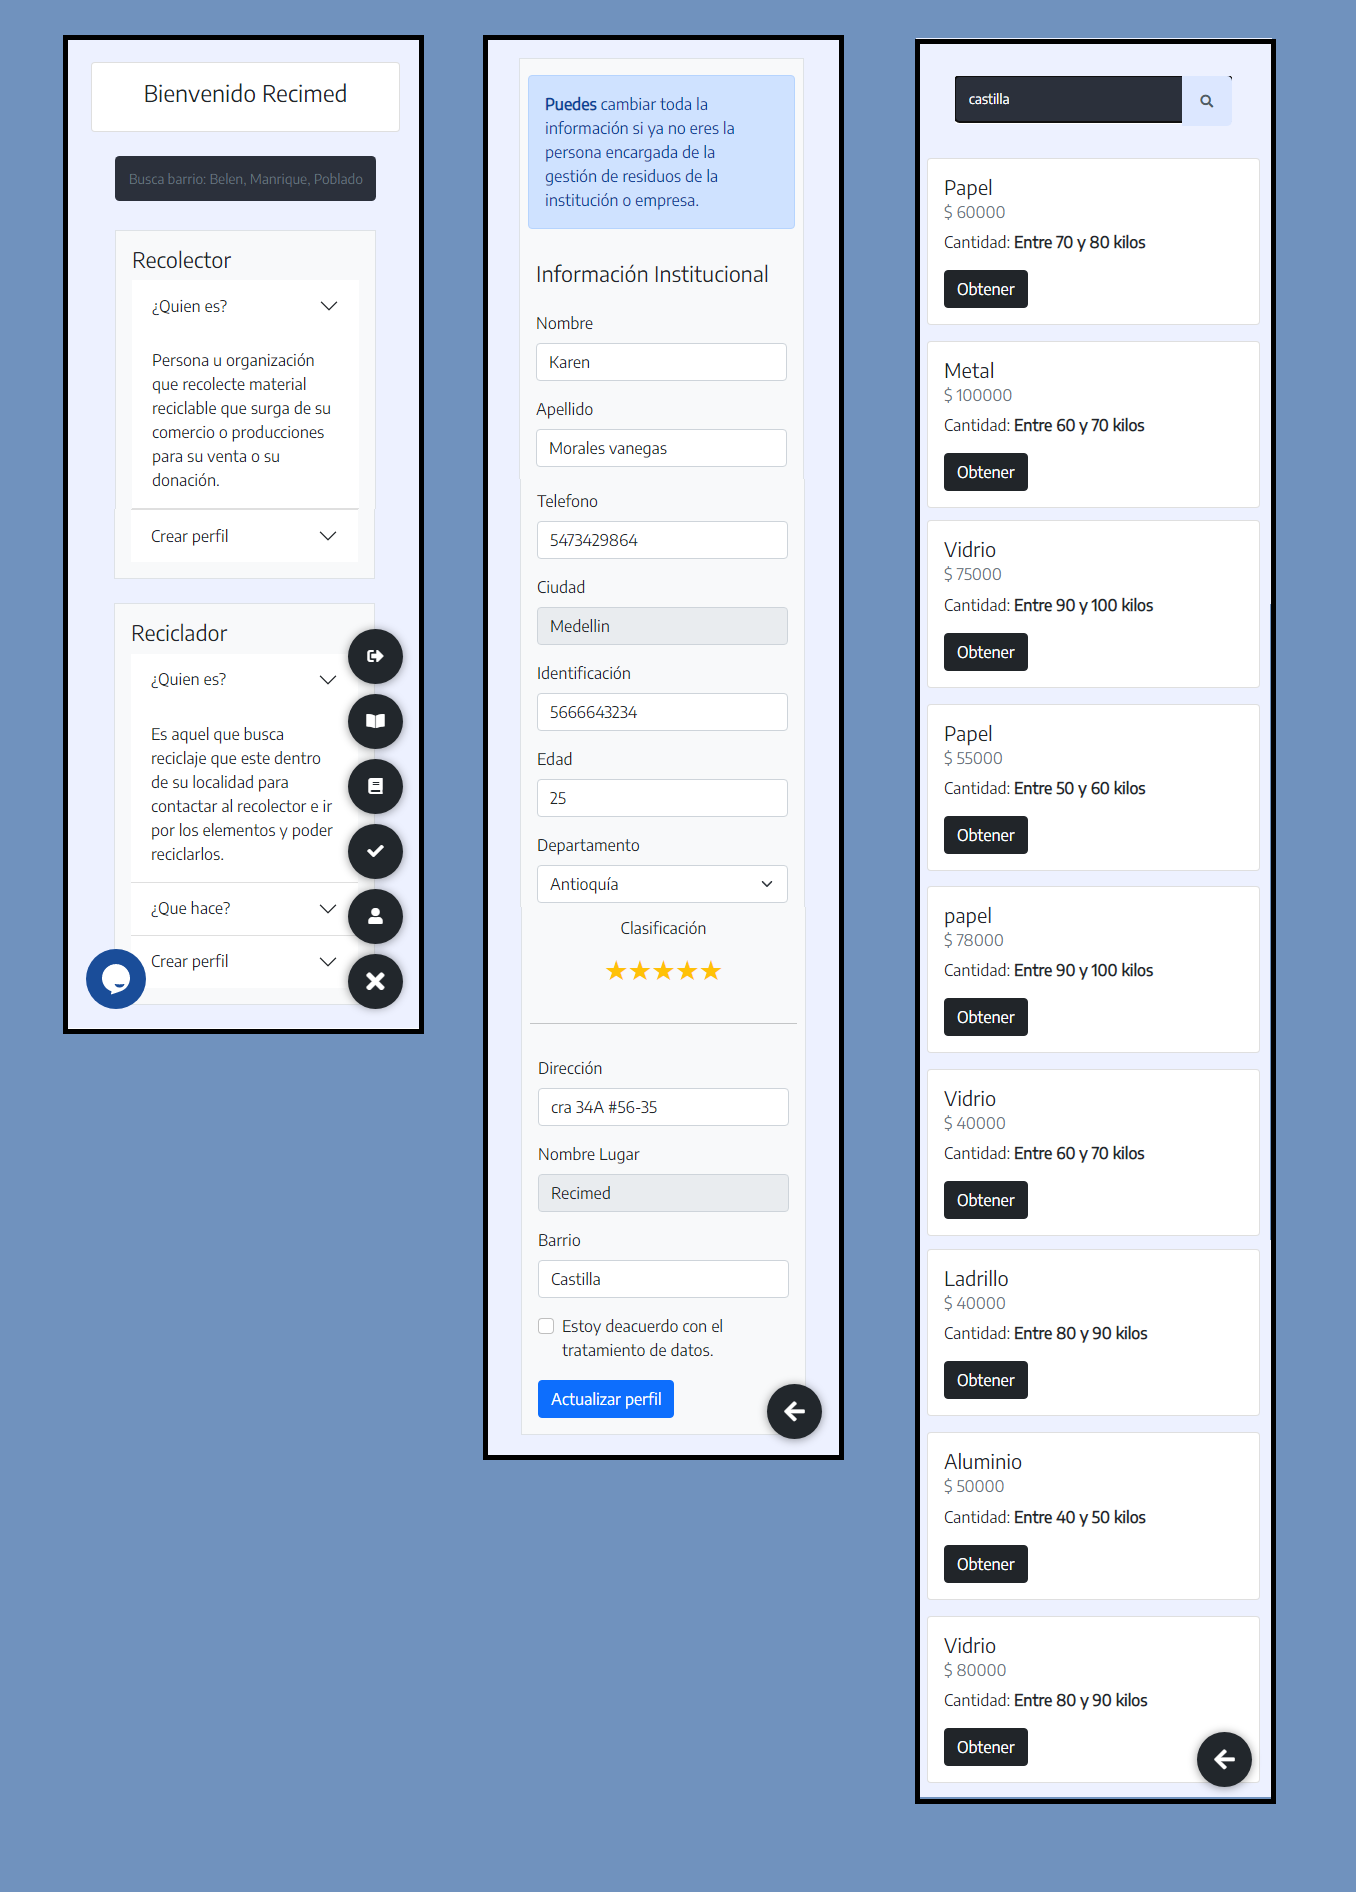 Bienvenido Recimed
Busca barrio: Belen, Manrique, Poblado
Recolector
¿Quien es?
Persona u organización
que recolecte material
reciclable que surga de su
comercio o producciones
para su venta o su
donación.
Crear perfil
Reciclador
¿Quien es?
Es aquel que busca
reciclaje que este dentro
de su localidad para
contactar al recolector e ir
por los elementos y poder
reciclarlos.
¿Que hace?
Crear perfil
Puedes cambiar toda la
información si ya no eres la
persona encargada de la
gestión de residuos de la
institución o empresa.
Información Institucional
Nombre
Karen
Apellido
Morales vanegas
Telefono
5473429864
Ciudad
Medellin
Identificación
5666643234
Edad
25
Departamento
Antioquía
Clasificación
Dirección
cra 34A #56-35
Nombre Lugar
Recimed
Barrio
Castilla
Estoy deacuerdo con el
tratamiento de datos.
Actualizar perfil
castilla
Papel
$ 60000
Cantidad: Entre 70 y 80 kilos
Obtener
Metal
$ 100000
Cantidad: Entre 60 y 70 kilos
Obtener
Vidrio
$ 75000
Cantidad: Entre 90 y 100 kilos
Obtener
Papel
$ 55000
Cantidad: Entre 50 y 60 kilos
Obtener
papel
$ 78000
Cantidad: Entre 90 y 100 kilos
Obtener
Vidrio
$ 40000
Cantidad: Entre 60 y 70 kilos
Obtener
Ladrillo
$ 40000
Cantidad: Entre 80 y 90 kilos
Obtener
Aluminio
$ 50000
Cantidad: Entre 40 y 50 kilos
Obtener
Vidrio
$ 80000
Cantidad: Entre 80 y 90 kilos
Obtener